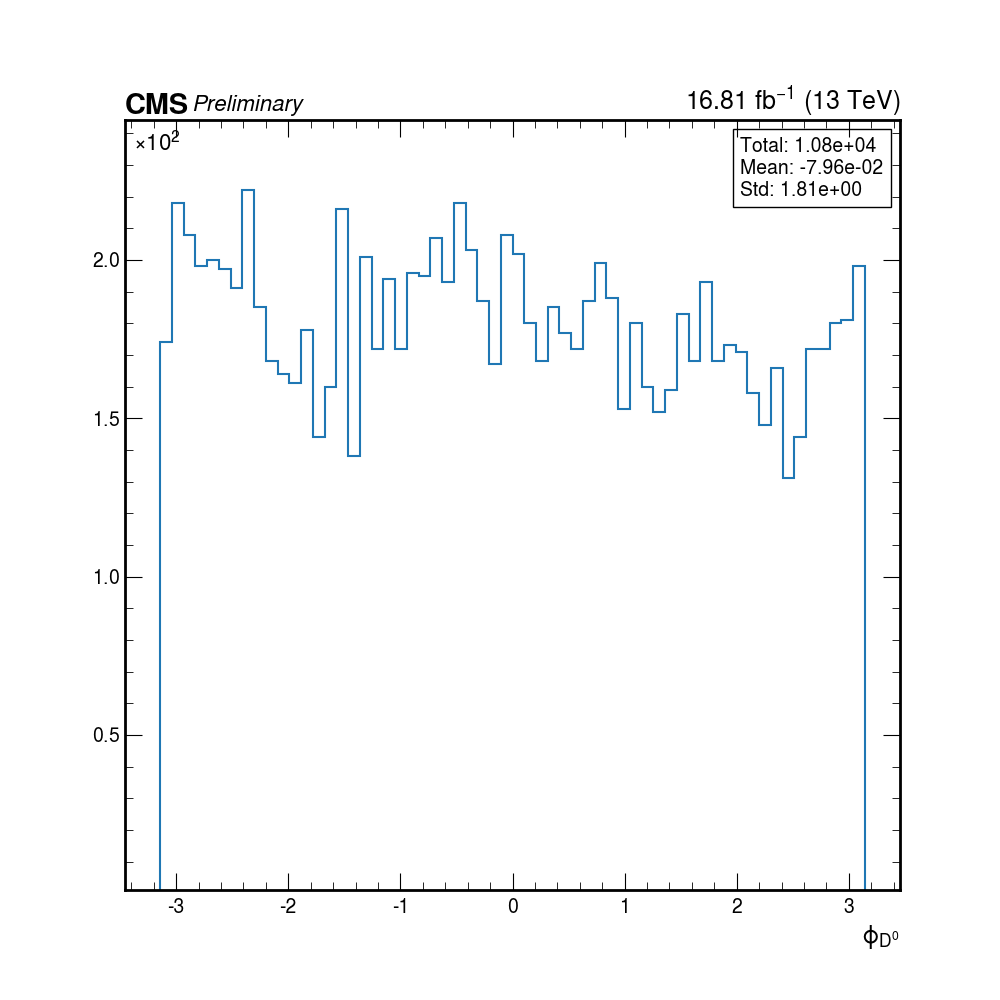 CMS Preliminary 16.81 fb⁻¹ (13 TeV)
×10²
Total: 1.08e+04
Mean: -7.96e-02
Std: 1.81e+00
2.0
1.5
1.0
0.5
-3 -2 -1 0 1 2 3
ϕ_D⁰